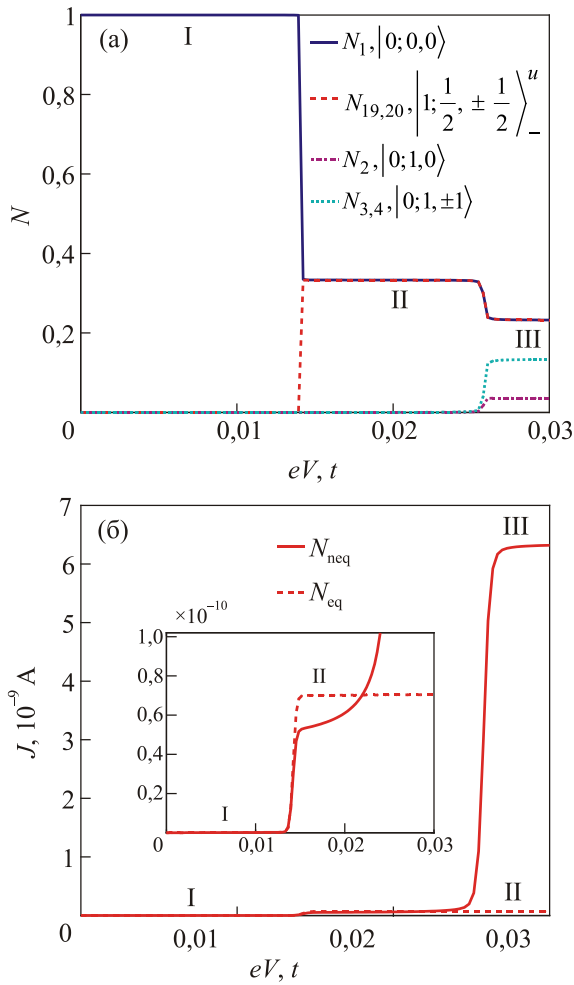 1
(а)
I
N₁, |0; 0,0⟩
N₁₉,₂₀, |1; 1/2, ± 1/2⟩ᵘ₋
N₂, |0;1,0⟩
N₃,₄, |0;1,±1⟩
0,8
0,6
N
0,4
II
0,2
III
0 0,01 0,02 0,03
eV, t
7
(б)
III
6
N_neq
N_eq
5
×10⁻¹⁰
1,0
II
0,8
4
0,6
J, 10⁻⁹ А
3
0,4
2
0,2
I
0 0,01 0,02 0,03
1
I
II
0 0,01 0,02 0,03
eV, t